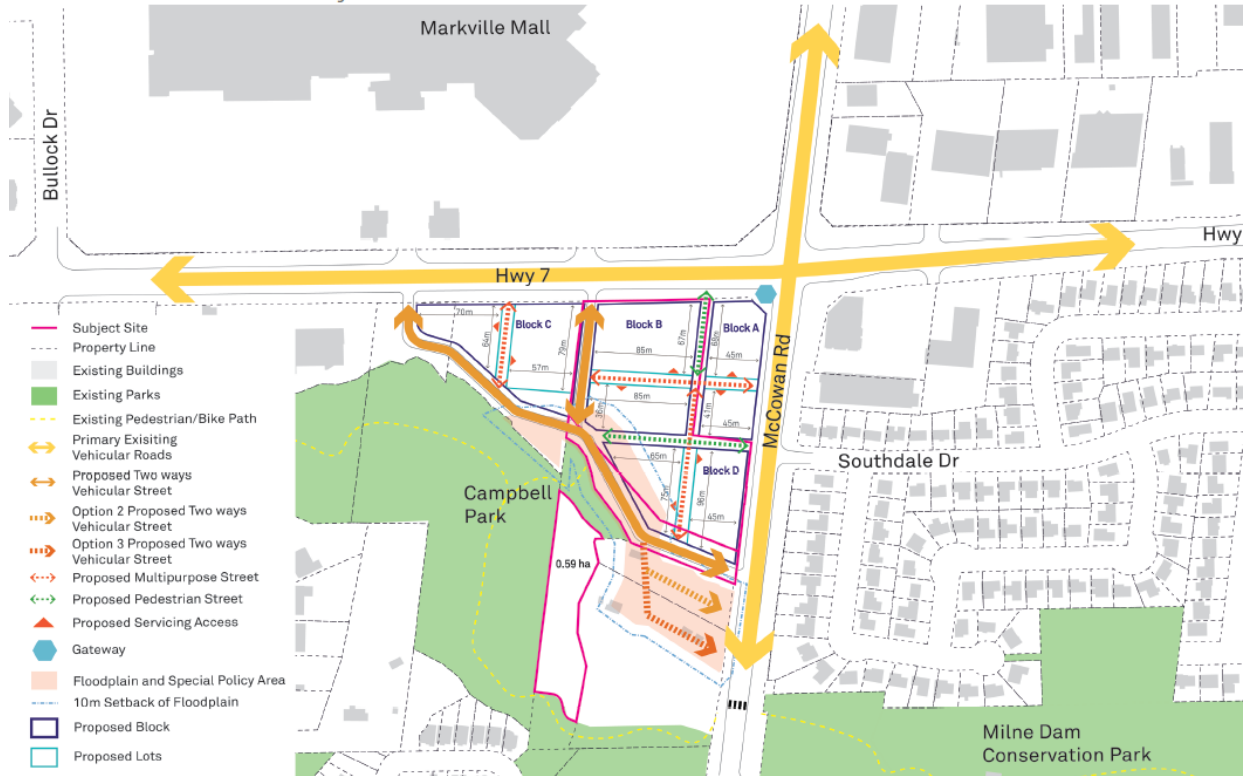 Markville Mall
Bullock Dr
Hwy 7
Hwy
McCowan Rd
Southdale Dr
Campbell
Park
Milne Dam
Conservation Park
Block C
Block B
Block A
Block D
70m
64m
57m
79m
85m
67m
68m
45m
85m
36m
41m
45m
65m
75m
96m
45m
0.59 ha
Subject Site
Property Line
Existing Buildings
Existing Parks
Existing Pedestrian/Bike Path
Primary Exisiting
Vehicular Roads
Proposed Two ways
Vehicular Street
Option 2 Proposed Two ways
Vehicular Street
Option 3 Proposed Two ways
Vehicular Street
Proposed Multipurpose Street
Proposed Pedestrian Street
Proposed Servicing Access
Gateway
Floodplain and Special Policy Area
10m Setback of Floodplain
Proposed Block
Proposed Lots